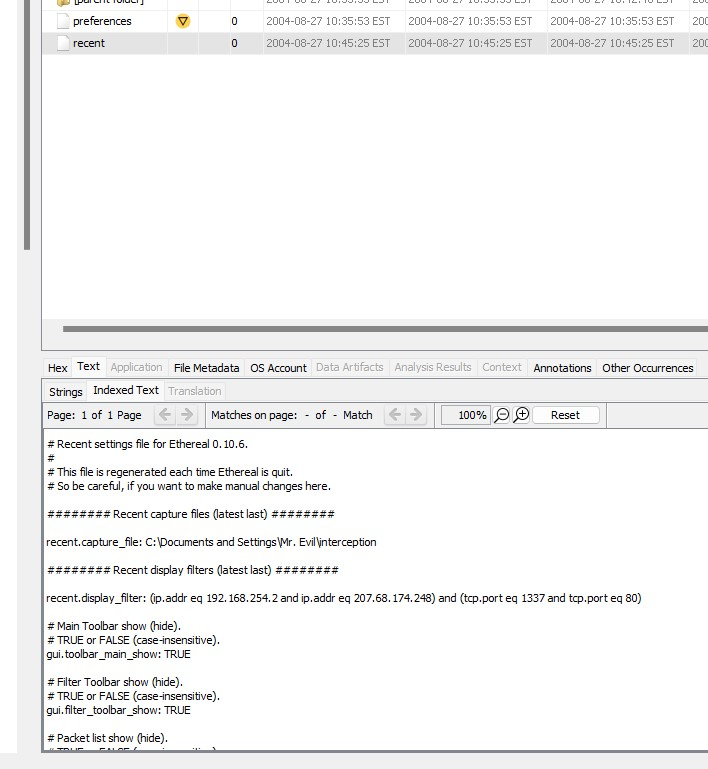 [parent folder]
preferences 0 2004-08-27 10:35:53 EST 2004-08-27 10:35:53 EST 2004-08-27 10:35:53 EST 200
recent 0 2004-08-27 10:45:25 EST 2004-08-27 10:45:25 EST 2004-08-27 10:45:25 EST 200
Hex Text Application File Metadata OS Account Data Artifacts Analysis Results Context Annotations Other Occurrences
Strings Indexed Text Translation
Page: 1 of 1 Page Matches on page: - of - Match 100% Reset
# Recent settings file for Ethereal 0.10.6.
#
# This file is regenerated each time Ethereal is quit.
# So be careful, if you want to make manual changes here.
######## Recent capture files (latest last) ########
recent.capture_file: C:\Documents and Settings\Mr. Evil\interception
######## Recent display filters (latest last) ########
recent.display_filter: (ip.addr eq 192.168.254.2 and ip.addr eq 207.68.174.248) and (tcp.port eq 1337 and tcp.port eq 80)
# Main Toolbar show (hide).
# TRUE or FALSE (case-insensitive).
gui.toolbar_main_show: TRUE
# Filter Toolbar show (hide).
# TRUE or FALSE (case-insensitive).
gui.filter_toolbar_show: TRUE
# Packet list show (hide).
# TRUE or FALSE (case-insensitive).